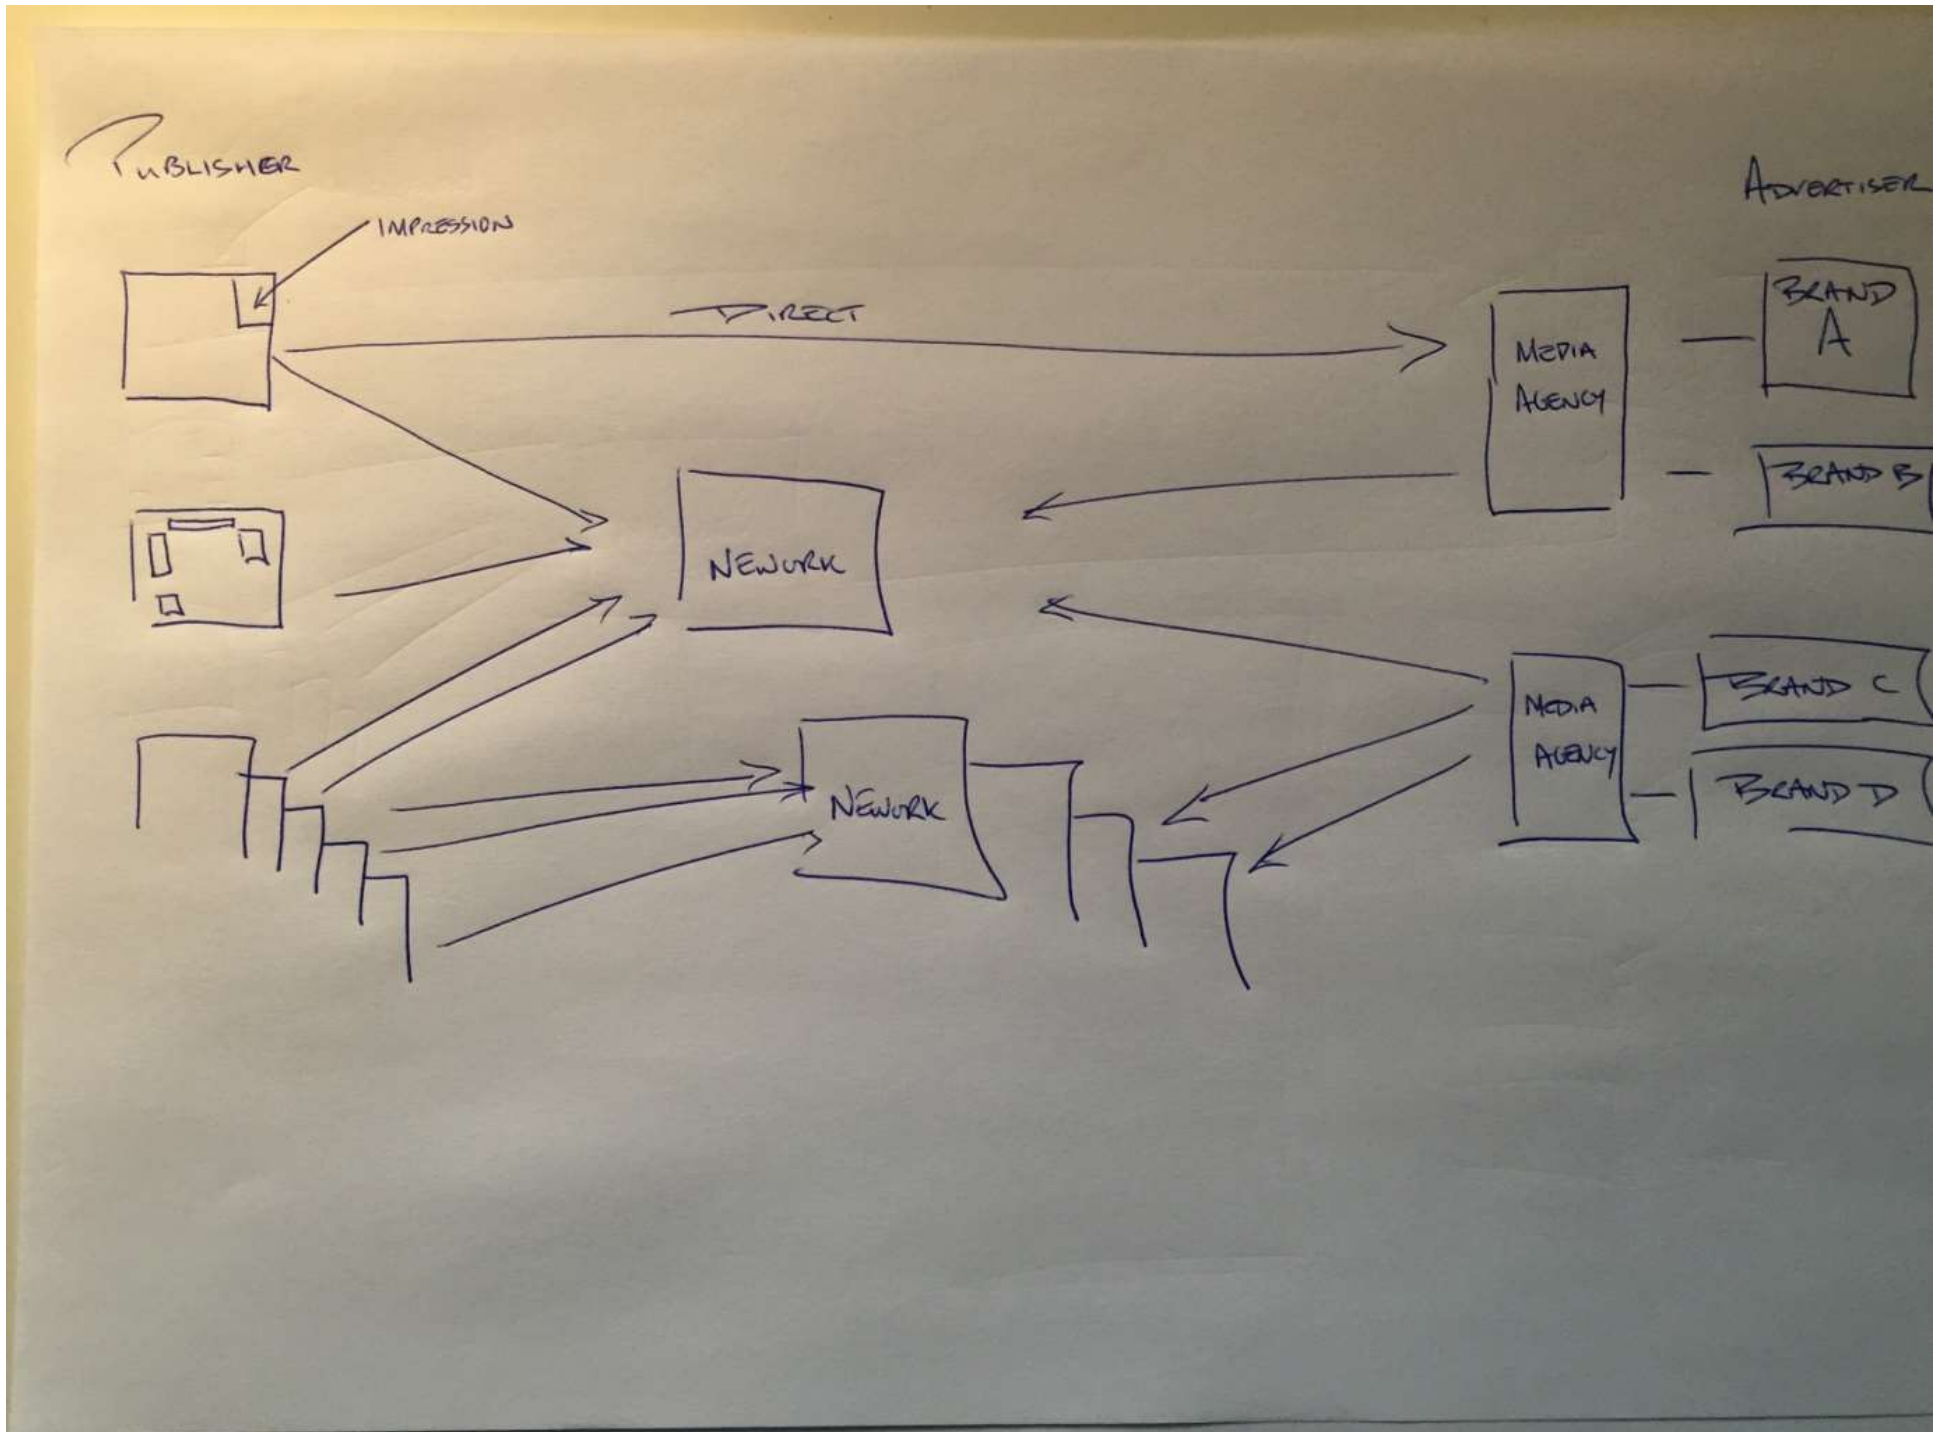 PUBLISHER
ADVERTISER
IMPRESSION
DIRECT
BRAND
A
MEDIA
AGENCY
BRAND B
NEWORK
BRAND C
MEDIA
AGENCY
BRAND D
NEWORK